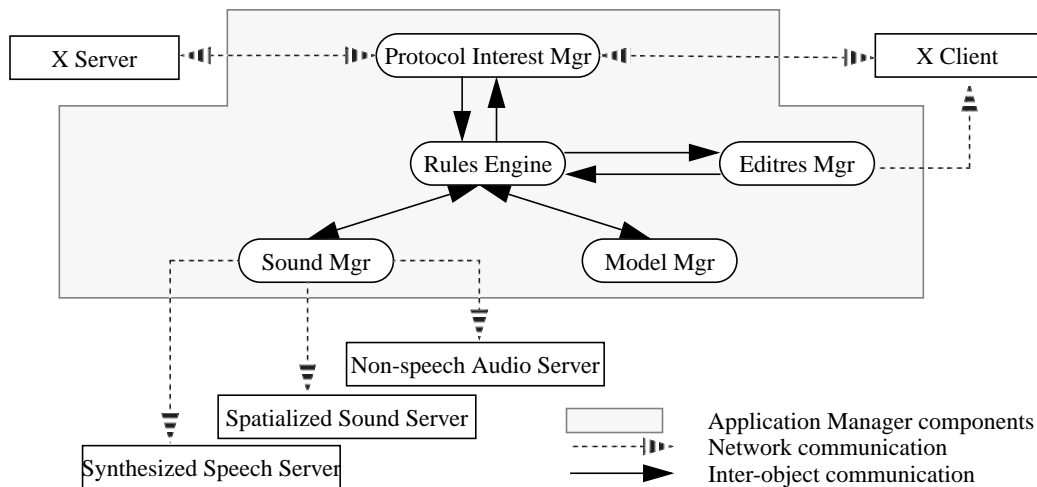 X Server
Protocol Interest Mgr
X Client
Rules Engine
Editres Mgr
Sound Mgr
Model Mgr
Non-speech Audio Server
Spatialized Sound Server
Synthesized Speech Server
Application Manager components
Network communication
Inter-object communication